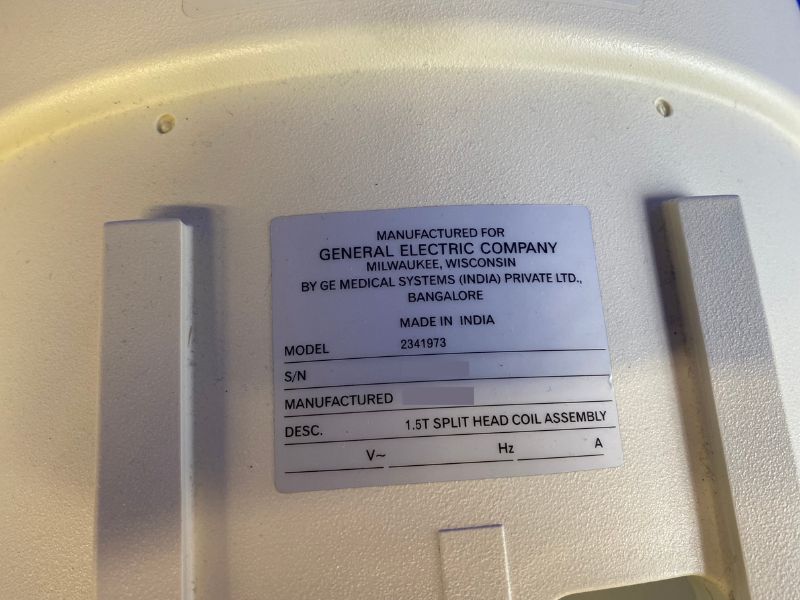 MANUFACTURED FOR
GENERAL ELECTRIC COMPANY
MILWAUKEE, WISCONSIN
BY GE MEDICAL SYSTEMS (INDIA) PRIVATE LTD.,
BANGALORE
MADE IN INDIA
MODEL 2341973
S/N
MANUFACTURED
DESC. 1.5T SPLIT HEAD COIL ASSEMBLY
V~ Hz A